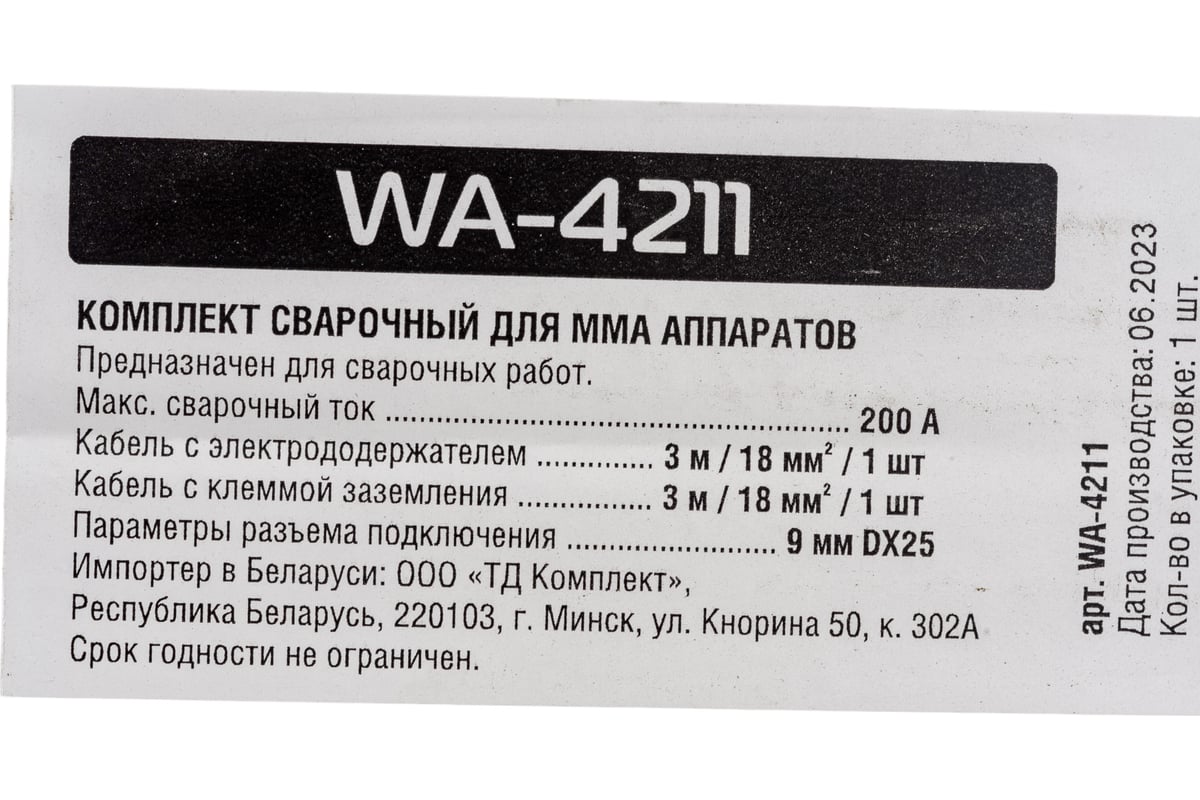 WA-4211
КОМПЛЕКТ СВАРОЧНЫЙ ДЛЯ ММА АППАРАТОВ
Предназначен для сварочных работ.
Макс. сварочный ток ................................................ 200 А
Кабель с электрододержателем .............. 3 м / 18 мм² / 1 шт
Кабель с клеммой заземления ................ 3 м / 18 мм² / 1 шт
Параметры разъема подключения ......................... 9 мм DX25
Импортер в Беларуси: ООО «ТД Комплект»,
Республика Беларусь, 220103, г. Минск, ул. Кнорина 50, к. 302А
Срок годности не ограничен.
арт. WA-4211
Дата производства: 06.2023
Кол-во в упаковке: 1 шт.